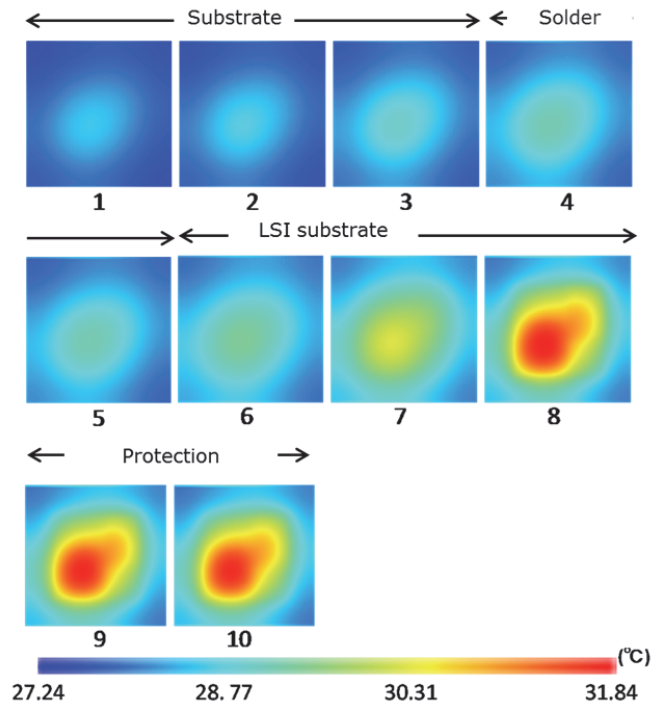 Substrate Solder
1 2 3 4
LSI substrate
5 6 7 8
Protection
9 10
(°C)
27.24 28. 77 30.31 31.84